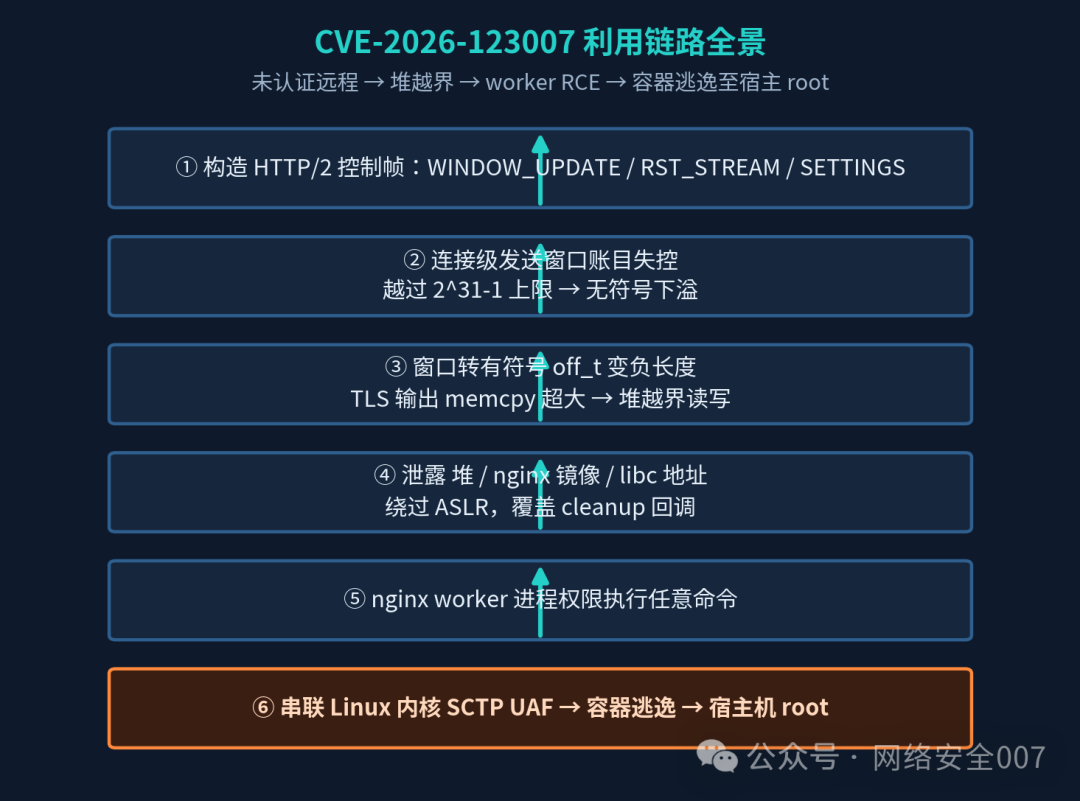 CVE-2026-123007 利用链路全景
未认证远程 → 堆越界 → worker RCE → 容器逃逸至宿主 root
① 构造 HTTP/2 控制帧：WINDOW_UPDATE / RST_STREAM / SETTINGS
② 连接级发送窗口账目失控
越过 2^31-1 上限 → 无符号下溢
③ 窗口转有符号 off_t 变负长度
TLS 输出 memcpy 超大 → 堆越界读写
④ 泄露 堆 / nginx 镜像 / libc 地址
绕过 ASLR，覆盖 cleanup 回调
⑤ nginx worker 进程权限执行任意命令
⑥ 串联 Linux 内核 SCTP UAF → 容器逃逸 → 宿主机 root
公众号 · 网络安全007